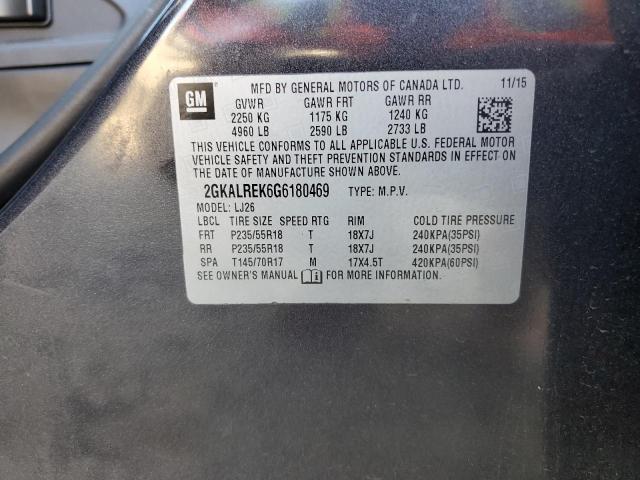 GM
MFD BY GENERAL MOTORS OF CANADA LTD. 11/15
GVWR GAWR FRT GAWR RR
2250 KG 1175 KG 1240 KG
4960 LB 2590 LB 2733 LB
THIS VEHICLE CONFORMS TO ALL APPLICABLE U.S. FEDERAL MOTOR
VEHICLE SAFETY AND THEFT PREVENTION STANDARDS IN EFFECT ON
THE DATE OF MANUFACTURE SHOWN ABOVE.
2GKALREK6G6180469 TYPE: M.P.V.
MODEL: LJ26
LBCL TIRE SIZE SPEED RTG RIM COLD TIRE PRESSURE
FRT P235/55R18 T 18X7J 240KPA(35PSI)
RR P235/55R18 T 18X7J 240KPA(35PSI)
SPA T145/70R17 M 17X4.5T 420KPA(60PSI)
SEE OWNER'S MANUAL FOR MORE INFORMATION.